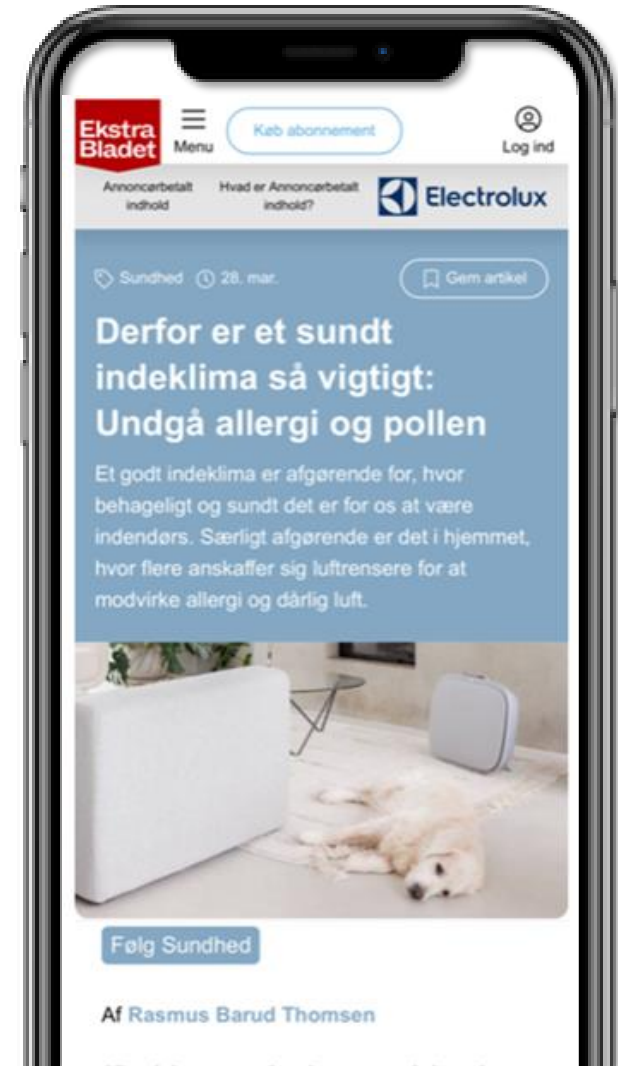 Ekstra
Bladet
Menu
Køb abonnement
Log ind
Annoncørbetalt
indhold
Hvad er Annoncørbetalt
indhold?
Electrolux
Sundhed 28. mar.
Gem artikel
Derfor er et sundt
indeklima så vigtigt:
Undgå allergi og pollen
Et godt indeklima er afgørende for, hvor
behageligt og sundt det er for os at være
indendørs. Særligt afgørende er det i hjemmet,
hvor flere anskaffer sig luftrensere for at
modvirke allergi og dårlig luft.
Følg Sundhed
Af Rasmus Barud Thomsen